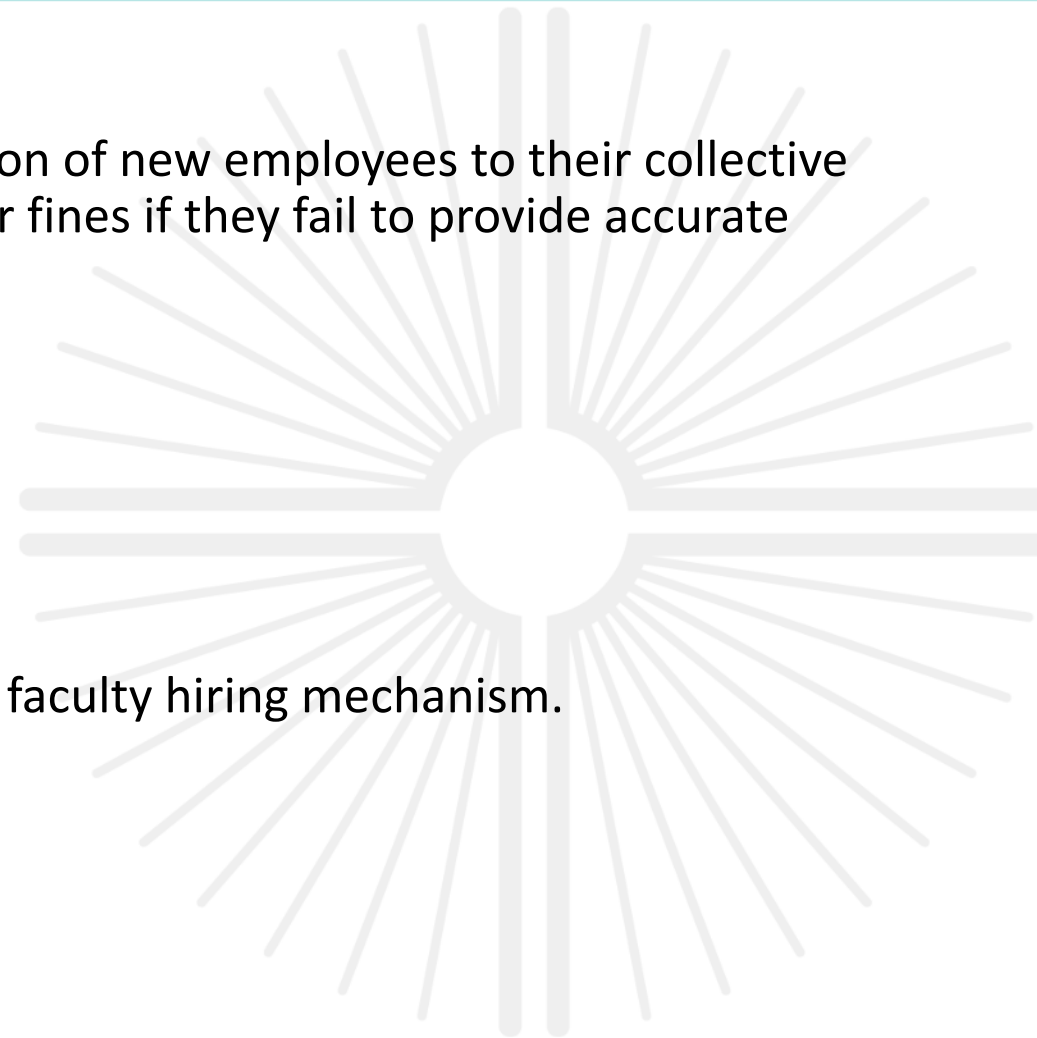 on of new employees to their collective
r fines if they fail to provide accurate
faculty hiring mechanism.